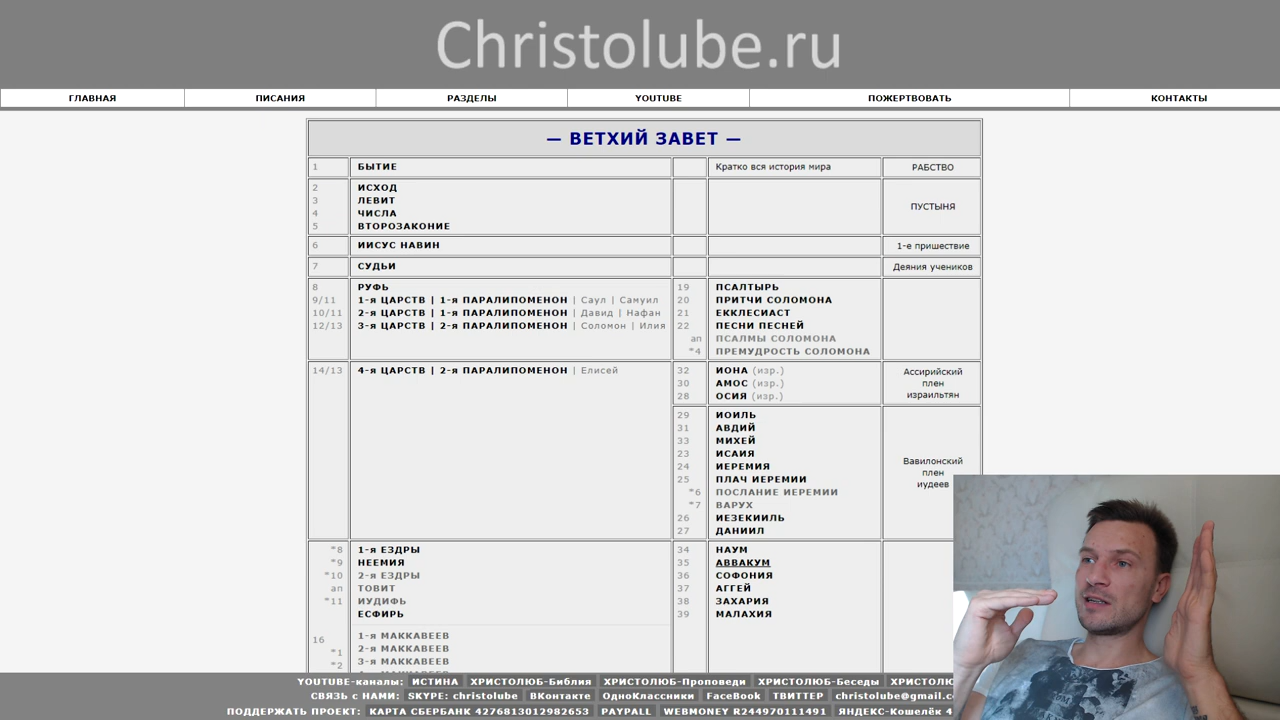 Christolube.ru
ГЛАВНАЯ ПИСАНИЯ РАЗДЕЛЫ YOUTUBE ПОЖЕРТВОВАТЬ КОНТАКТЫ
— ВЕТХИЙ ЗАВЕТ —
1 БЫТИЕ Кратко вся история мира РАБСТВО
2 ИСХОД
3 ЛЕВИТ
4 ЧИСЛА
5 ВТОРОЗАКОНИЕ
ПУСТЫНЯ
6 ИИСУС НАВИН 1-е пришествие
7 СУДЬИ Деяния учеников
8 РУФЬ
9/11 1-я ЦАРСТВ | 1-я ПАРАЛИПОМЕНОН | Саул | Самуил
10/11 2-я ЦАРСТВ | 1-я ПАРАЛИПОМЕНОН | Давид | Нафан
12/13 3-я ЦАРСТВ | 2-я ПАРАЛИПОМЕНОН | Соломон | Илия
19 ПСАЛТЫРЬ
20 ПРИТЧИ СОЛОМОНА
21 ЕККЛЕСИАСТ
22 ПЕСНИ ПЕСНЕЙ
ап ПСАЛМЫ СОЛОМОНА
*4 ПРЕМУДРОСТЬ СОЛОМОНА
14/13 4-я ЦАРСТВ | 2-я ПАРАЛИПОМЕНОН | Елисей
32 ИОНА (изр.)
30 АМОС (изр.)
28 ОСИЯ (изр.)
Ассирийский
плен
израильтян
29 ИОИЛЬ
31 АВДИЙ
33 МИХЕЙ
23 ИСАИЯ
24 ИЕРЕМИЯ
25 ПЛАЧ ИЕРЕМИИ
*6 ПОСЛАНИЕ ИЕРЕМИИ
*7 ВАРУХ
26 ИЕЗЕКИИЛЬ
27 ДАНИИЛ
Вавилонский
плен
иудеев
*8 1-я ЕЗДРЫ
*9 НЕЕМИЯ
*10 2-я ЕЗДРЫ
ап ТОВИТ
*11 ИУДИФЬ
ЕСФИРЬ
16 1-я МАККАВЕЕВ
*1 2-я МАККАВЕЕВ
*2 3-я МАККАВЕЕВ
34 НАУМ
35 АВВАКУМ
36 СОФОНИЯ
37 АГГЕЙ
38 ЗАХАРИЯ
39 МАЛАХИЯ
YOUTUBE-каналы: ИСТИНА ХРИСТОЛЮБ-Библия ХРИСТОЛЮБ-Проповеди ХРИСТОЛЮБ-Беседы
СВЯЗЬ с НАМИ: SKYPE: christolube ВКонтакте ОдноКлассники FaceBook ТВИТТЕР
ПОДДЕРЖАТЬ ПРОЕКТ: КАРТА СБЕРБАНК 4276813012982653 PAYPALL WEBMONEY R244970111491 ЯНДЕКС-Кошелёк